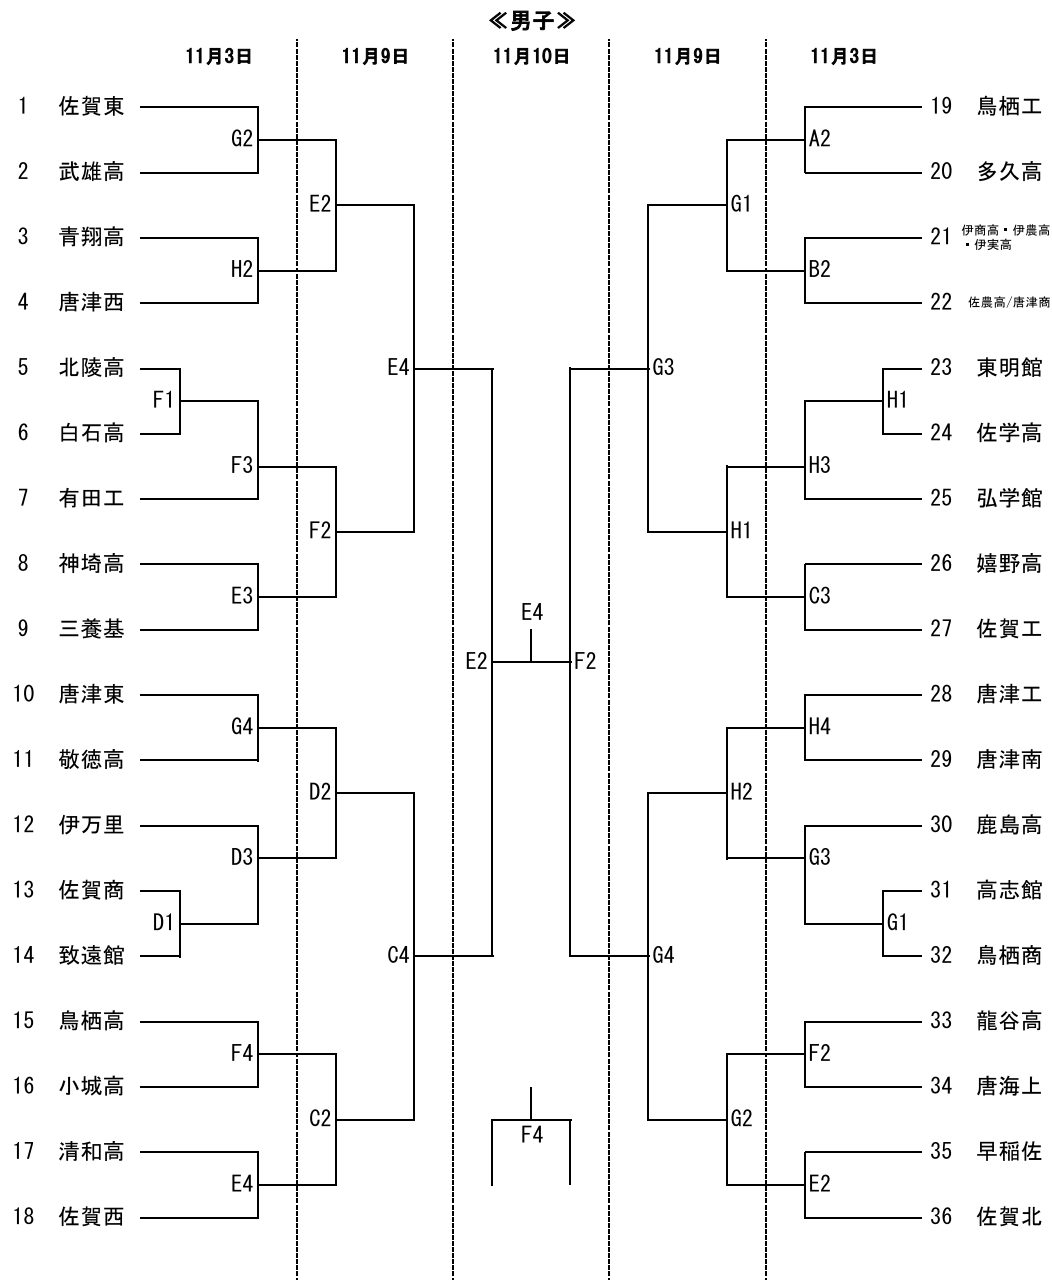 ≪男子≫
11月3日 11月9日 11月10日 11月9日 11月3日
1 佐賀東 19 鳥栖工
G2 A2
2 武雄高 20 多久高
E2 G1
3 青翔高 21 伊商高・伊農高
・伊実高
H2 B2
4 唐津西 22 佐農高/唐津商
5 北陵高 E4 G3 23 東明館
F1 H1
6 白石高 24 佐学高
F3 H3
7 有田工 25 弘学館
F2 H1
8 神埼高 26 嬉野高
E3 C3
E4
9 三養基 27 佐賀工
E2 F2
10 唐津東 28 唐津工
G4 H4
11 敬徳高 29 唐津南
D2 H2
12 伊万里 30 鹿島高
D3 G3
13 佐賀商 31 高志館
D1 G1
14 致遠館 C4 G4 32 鳥栖商
15 鳥栖高 33 龍谷高
F4 F2
16 小城高 34 唐海上
C2 G2
F4
17 清和高 35 早稲佐
E4 E2
18 佐賀西 36 佐賀北